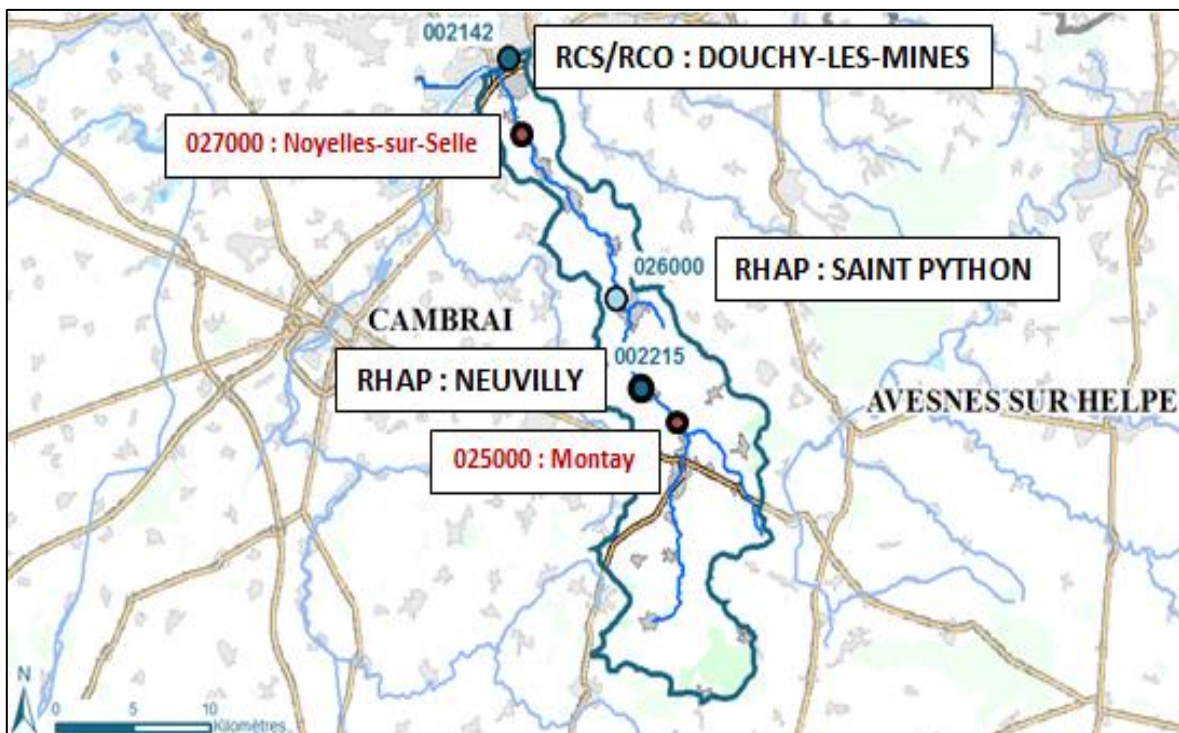 002142
RCS/RCO : DOUCHY-LES-MINES
027000 : Noyelles-sur-Selle
026000
RHAP : SAINT PYTHON
CAMBRAI
002215
RHAP : NEUVILLY
AVESNES SUR HELPE
025000 : Montay
N
0 5 10
Kilomètres